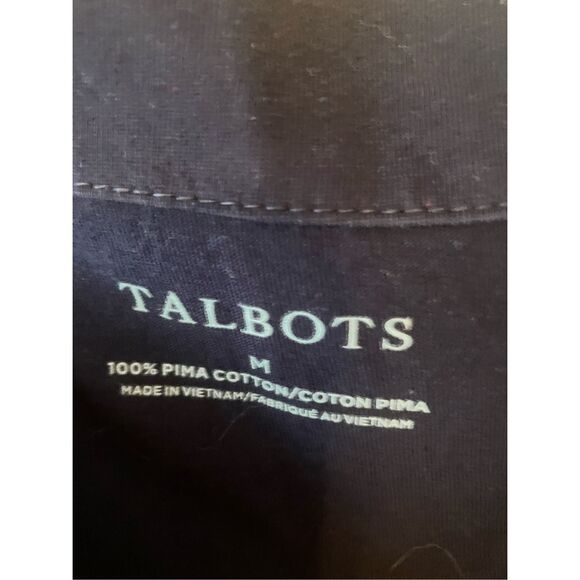 TALBOTS
M
100% PIMA COTTON/COTON PIMA
MADE IN VIETNAM/FABRIQUÉ AU VIETNAM